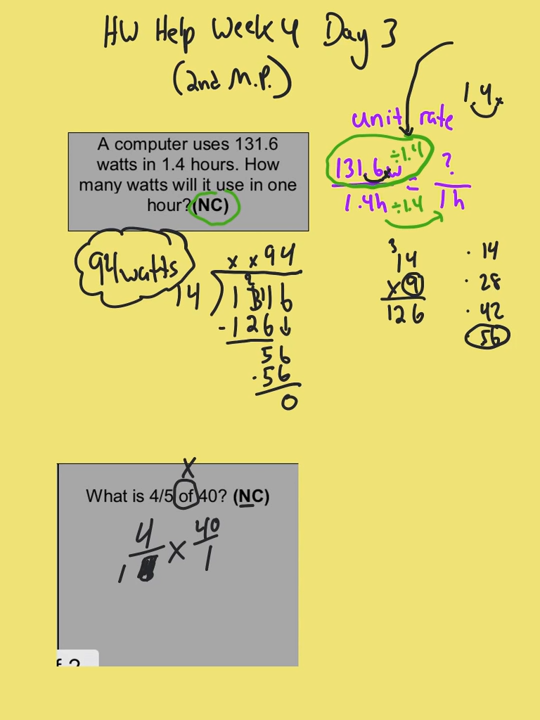 HW Help Week 4 Day 3
(2nd M.P.)
1.4
unit rate
A computer uses 131.6
watts in 1.4 hours. How
many watts will it use in one
hour? (NC)
131.6w ÷1.4 = ?
1.4h ÷1.4 1h
94 watts
x x 94
14 1316
-126
56
-56
0
3
14
x 9
126
· 14
· 28
· 42
· 56
x
What is 4/5 of 40? (NC)
4 x 40
1 1